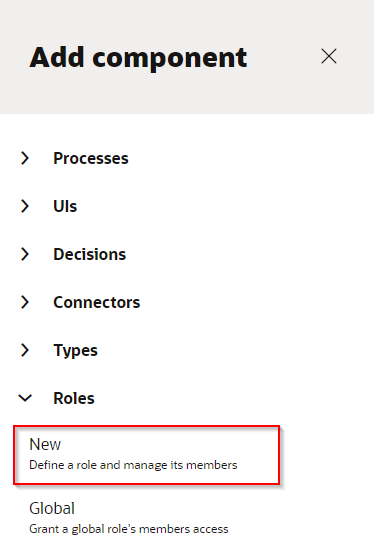 Add component
Processes
UIs
Decisions
Connectors
Types
Roles
New
Define a role and manage its members
Global
Grant a global role's members access